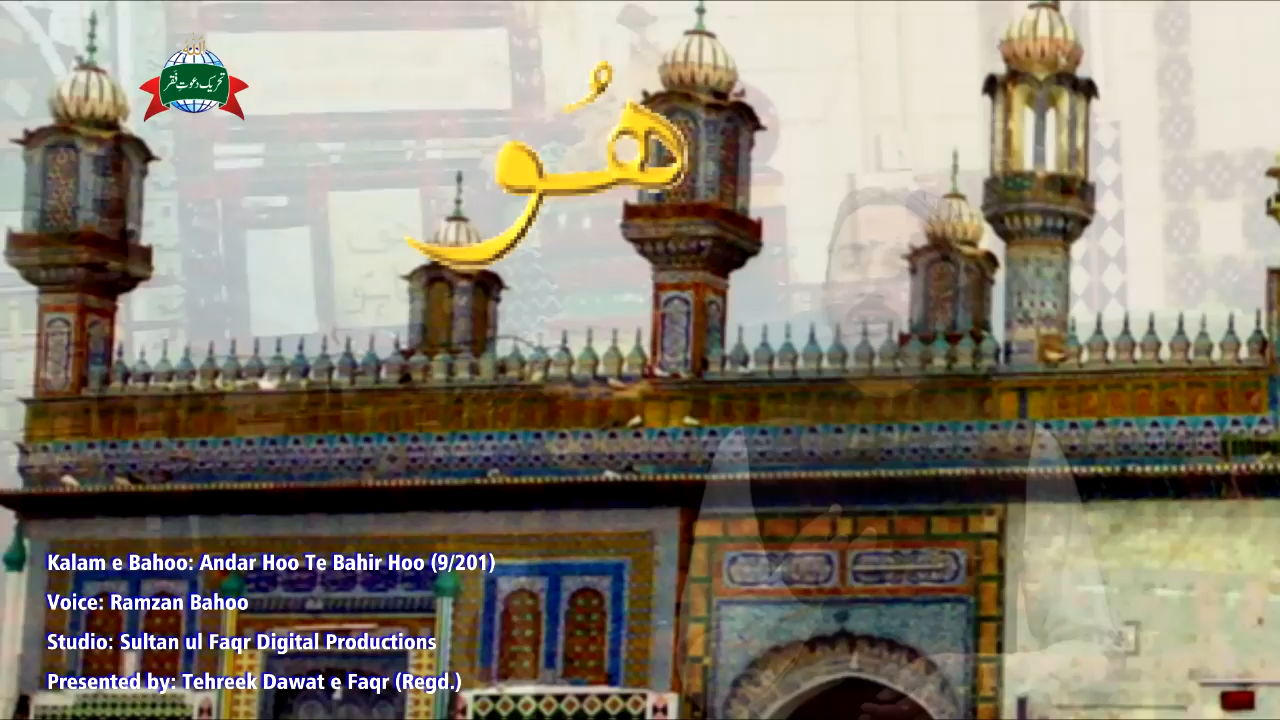 الله
تحریک دعوتِ فقر
ھُو
Kalam e Bahoo: Andar Hoo Te Bahir Hoo (9/201)
Voice: Ramzan Bahoo
Studio: Sultan ul Faqr Digital Productions
Presented by: Tehreek Dawat e Faqr (Regd.)